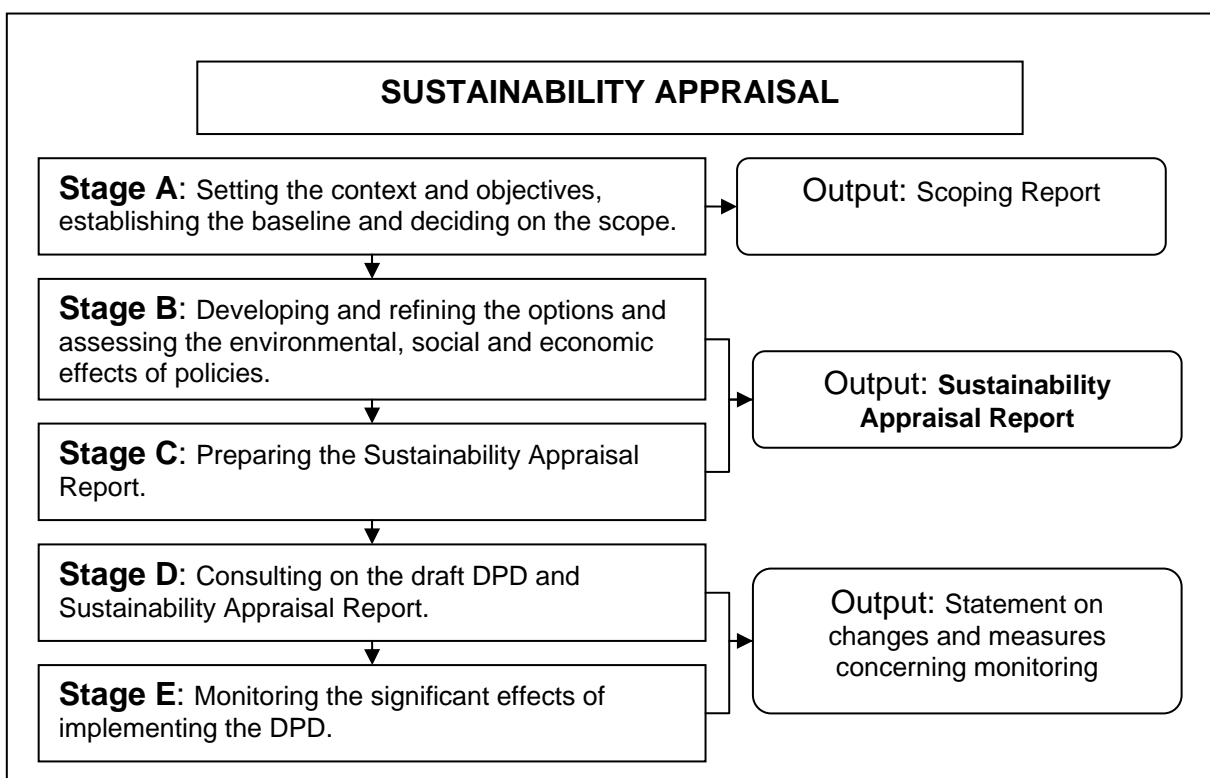 SUSTAINABILITY APPRAISAL
Stage A: Setting the context and objectives,
establishing the baseline and deciding on the scope.
Output: Scoping Report
Stage B: Developing and refining the options and
assessing the environmental, social and economic
effects of policies.
Output: Sustainability
Appraisal Report
Stage C: Preparing the Sustainability Appraisal
Report.
Stage D: Consulting on the draft DPD and
Sustainability Appraisal Report.
Output: Statement on
changes and measures
concerning monitoring
Stage E: Monitoring the significant effects of
implementing the DPD.